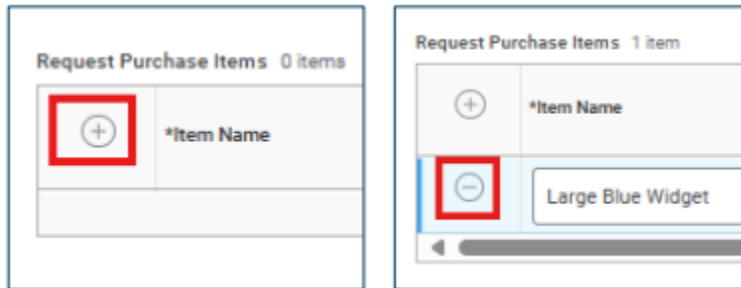 Request Purchase Items 0 items
*Item Name
Request Purchase Items 1 item
*Item Name
Large Blue Widget